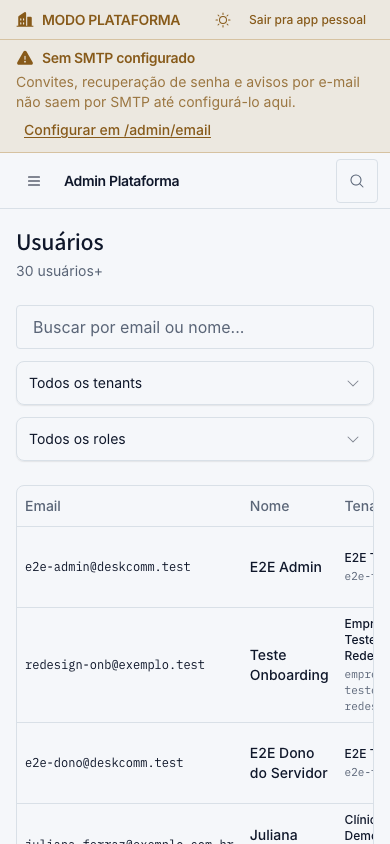 MODO PLATAFORMA
Sair pra app pessoal
Sem SMTP configurado
Convites, recuperação de senha e avisos por e-mail
não saem por SMTP até configurá-lo aqui.
Configurar em /admin/email
Admin Plataforma
Usuários
30 usuários+
Buscar por email ou nome...
Todos os tenants
Todos os roles
Email Nome
e2e-admin@deskcomm.test E2E Admin E2E
redesign-onb@exemplo.test Teste
Onboarding
Teste
e2e-dono@deskcomm.test E2E Dono
do Servidor
E2E
Juliana